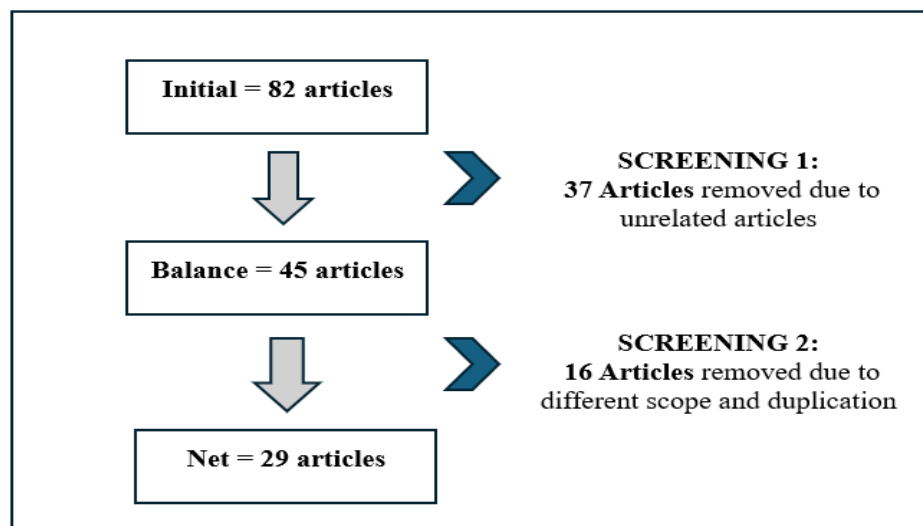 Initial = 82 articles
SCREENING 1:
37 Articles removed due to
unrelated articles
Balance = 45 articles
SCREENING 2:
16 Articles removed due to
different scope and duplication
Net = 29 articles